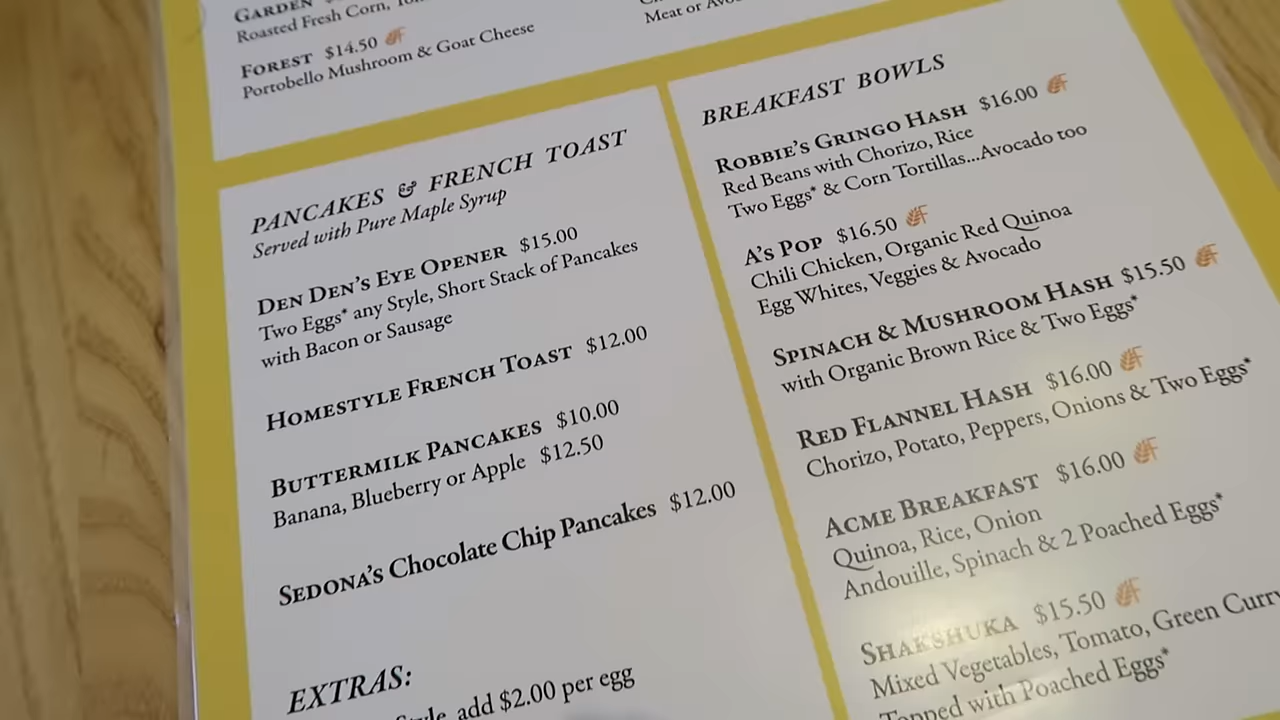 GARDEN
Roasted Fresh Corn,
FOREST $14.50
Portobello Mushroom & Goat Cheese
Meat or
PANCAKES & FRENCH TOAST
Served with Pure Maple Syrup
DEN DEN'S EYE OPENER $15.00
Two Eggs* any Style, Short Stack of Pancakes
with Bacon or Sausage
HOMESTYLE FRENCH TOAST $12.00
BUTTERMILK PANCAKES $10.00
Banana, Blueberry or Apple $12.50
SEDONA'S Chocolate Chip Pancakes $12.00
EXTRAS:
Style, add $2.00 per egg
BREAKFAST BOWLS
ROBBIE'S GRINGO HASH $16.00 GF
Red Beans with Chorizo, Rice
Two Eggs* & Corn Tortillas...Avocado too
A'S POP $16.50 GF
Chili Chicken, Organic Red Quinoa
Egg Whites, Veggies & Avocado
SPINACH & MUSHROOM HASH $15.50 GF
with Organic Brown Rice & Two Eggs*
RED FLANNEL HASH $16.00 GF
Chorizo, Potato, Peppers, Onions & Two Eggs*
ACME BREAKFAST $16.00 GF
Quinoa, Rice, Onion
Andouille, Spinach & 2 Poached Eggs*
SHAKSHUKA $15.50 GF
Mixed Vegetables, Tomato, Green Curry
Topped with Poached Eggs*